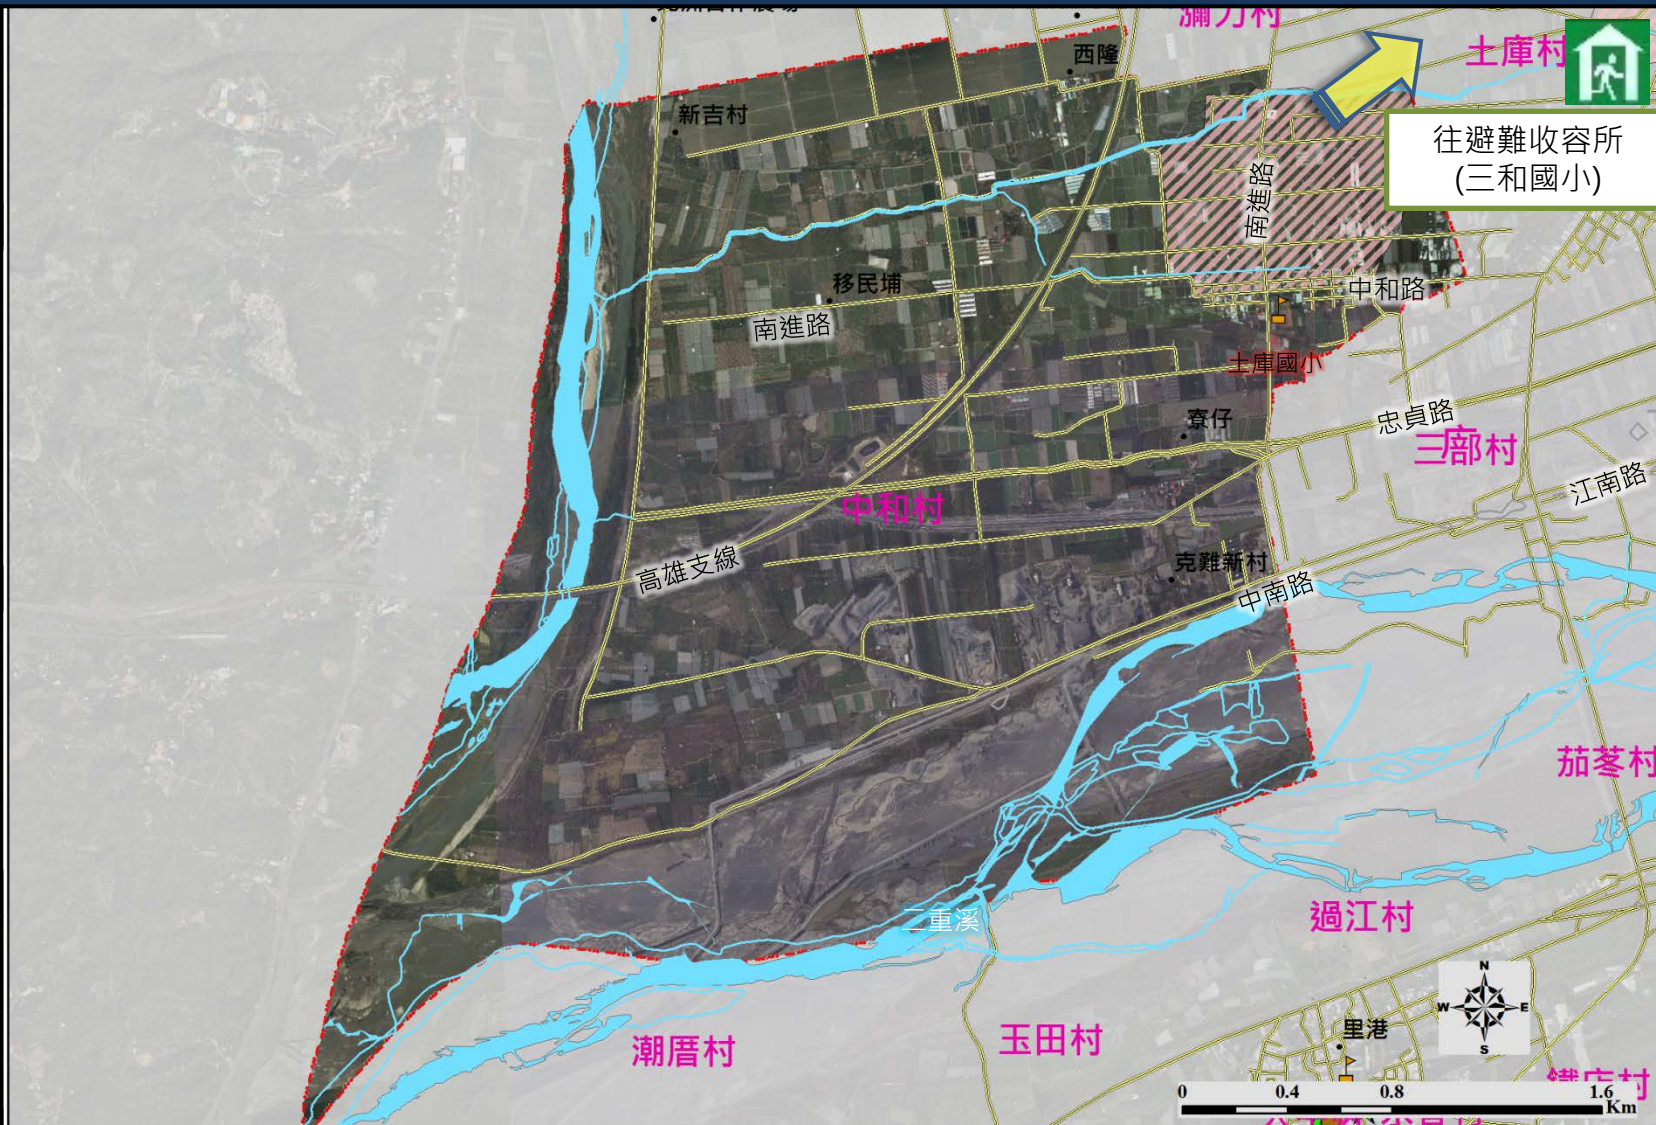 西隆
土庫村
新吉村
往避難收容所
(三和國小)
南進路
移民埔
中和路
南進路
土庫國小
寮仔
忠貞路
三廍村
江南路
中和村
高雄支線
克難新村
中南路
茄苳村
過江村
二重溪
N
W
E
S
里港
玉田村
潮厝村
0
0.4
0.8
1.6
Km